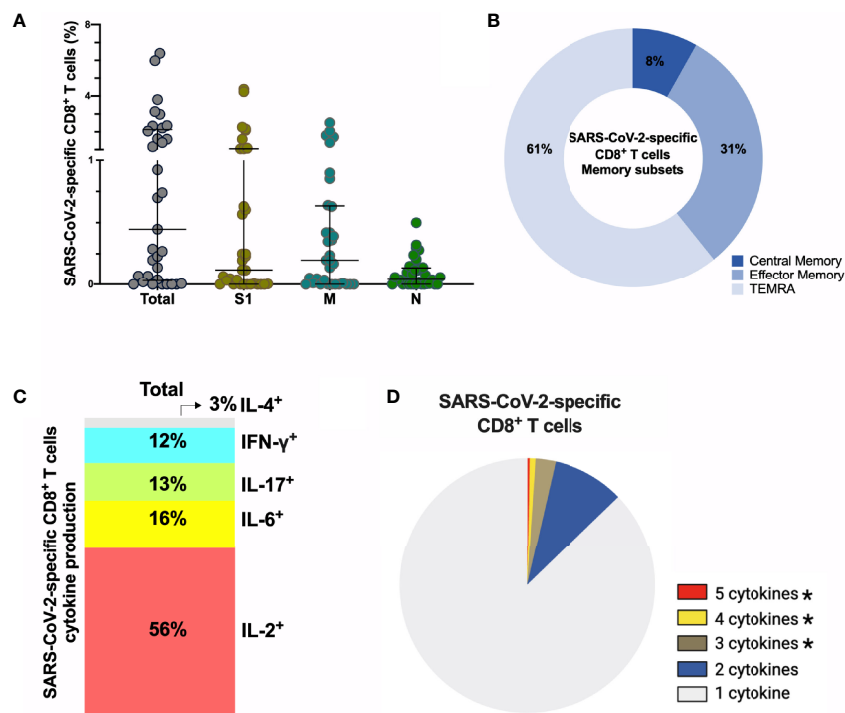 A
SARS-CoV-2-specific CD8+ T cells (%)
8
4
1
0
Total
S1
M
N
B
8%
31%
61%
SARS-CoV-2-specific
CD8+ T cells
Memory subsets
Central Memory
Effector Memory
TEMRA
C
SARS-CoV-2-specific CD8+ T cells
cytokine production
Total
3% IL-4+
12% IFN-γ+
13% IL-17+
16% IL-6+
56% IL-2+
D
SARS-CoV-2-specific
CD8+ T cells
5 cytokines *
4 cytokines *
3 cytokines *
2 cytokines
1 cytokine